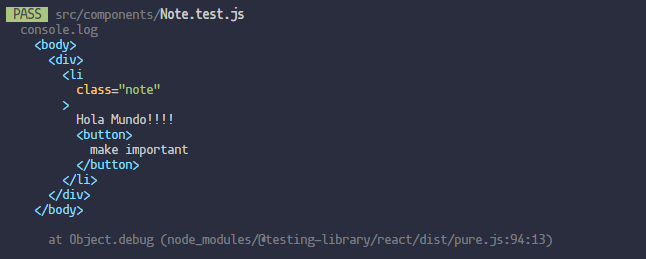 PASS src/components/Note.test.js
console.log
<body>
<div>
<li
class="note"
>
Hola Mundo!!!!
<button>
make important
</button>
</li>
</div>
</body>
at Object.debug (node_modules/@testing-library/react/dist/pure.js:94:13)